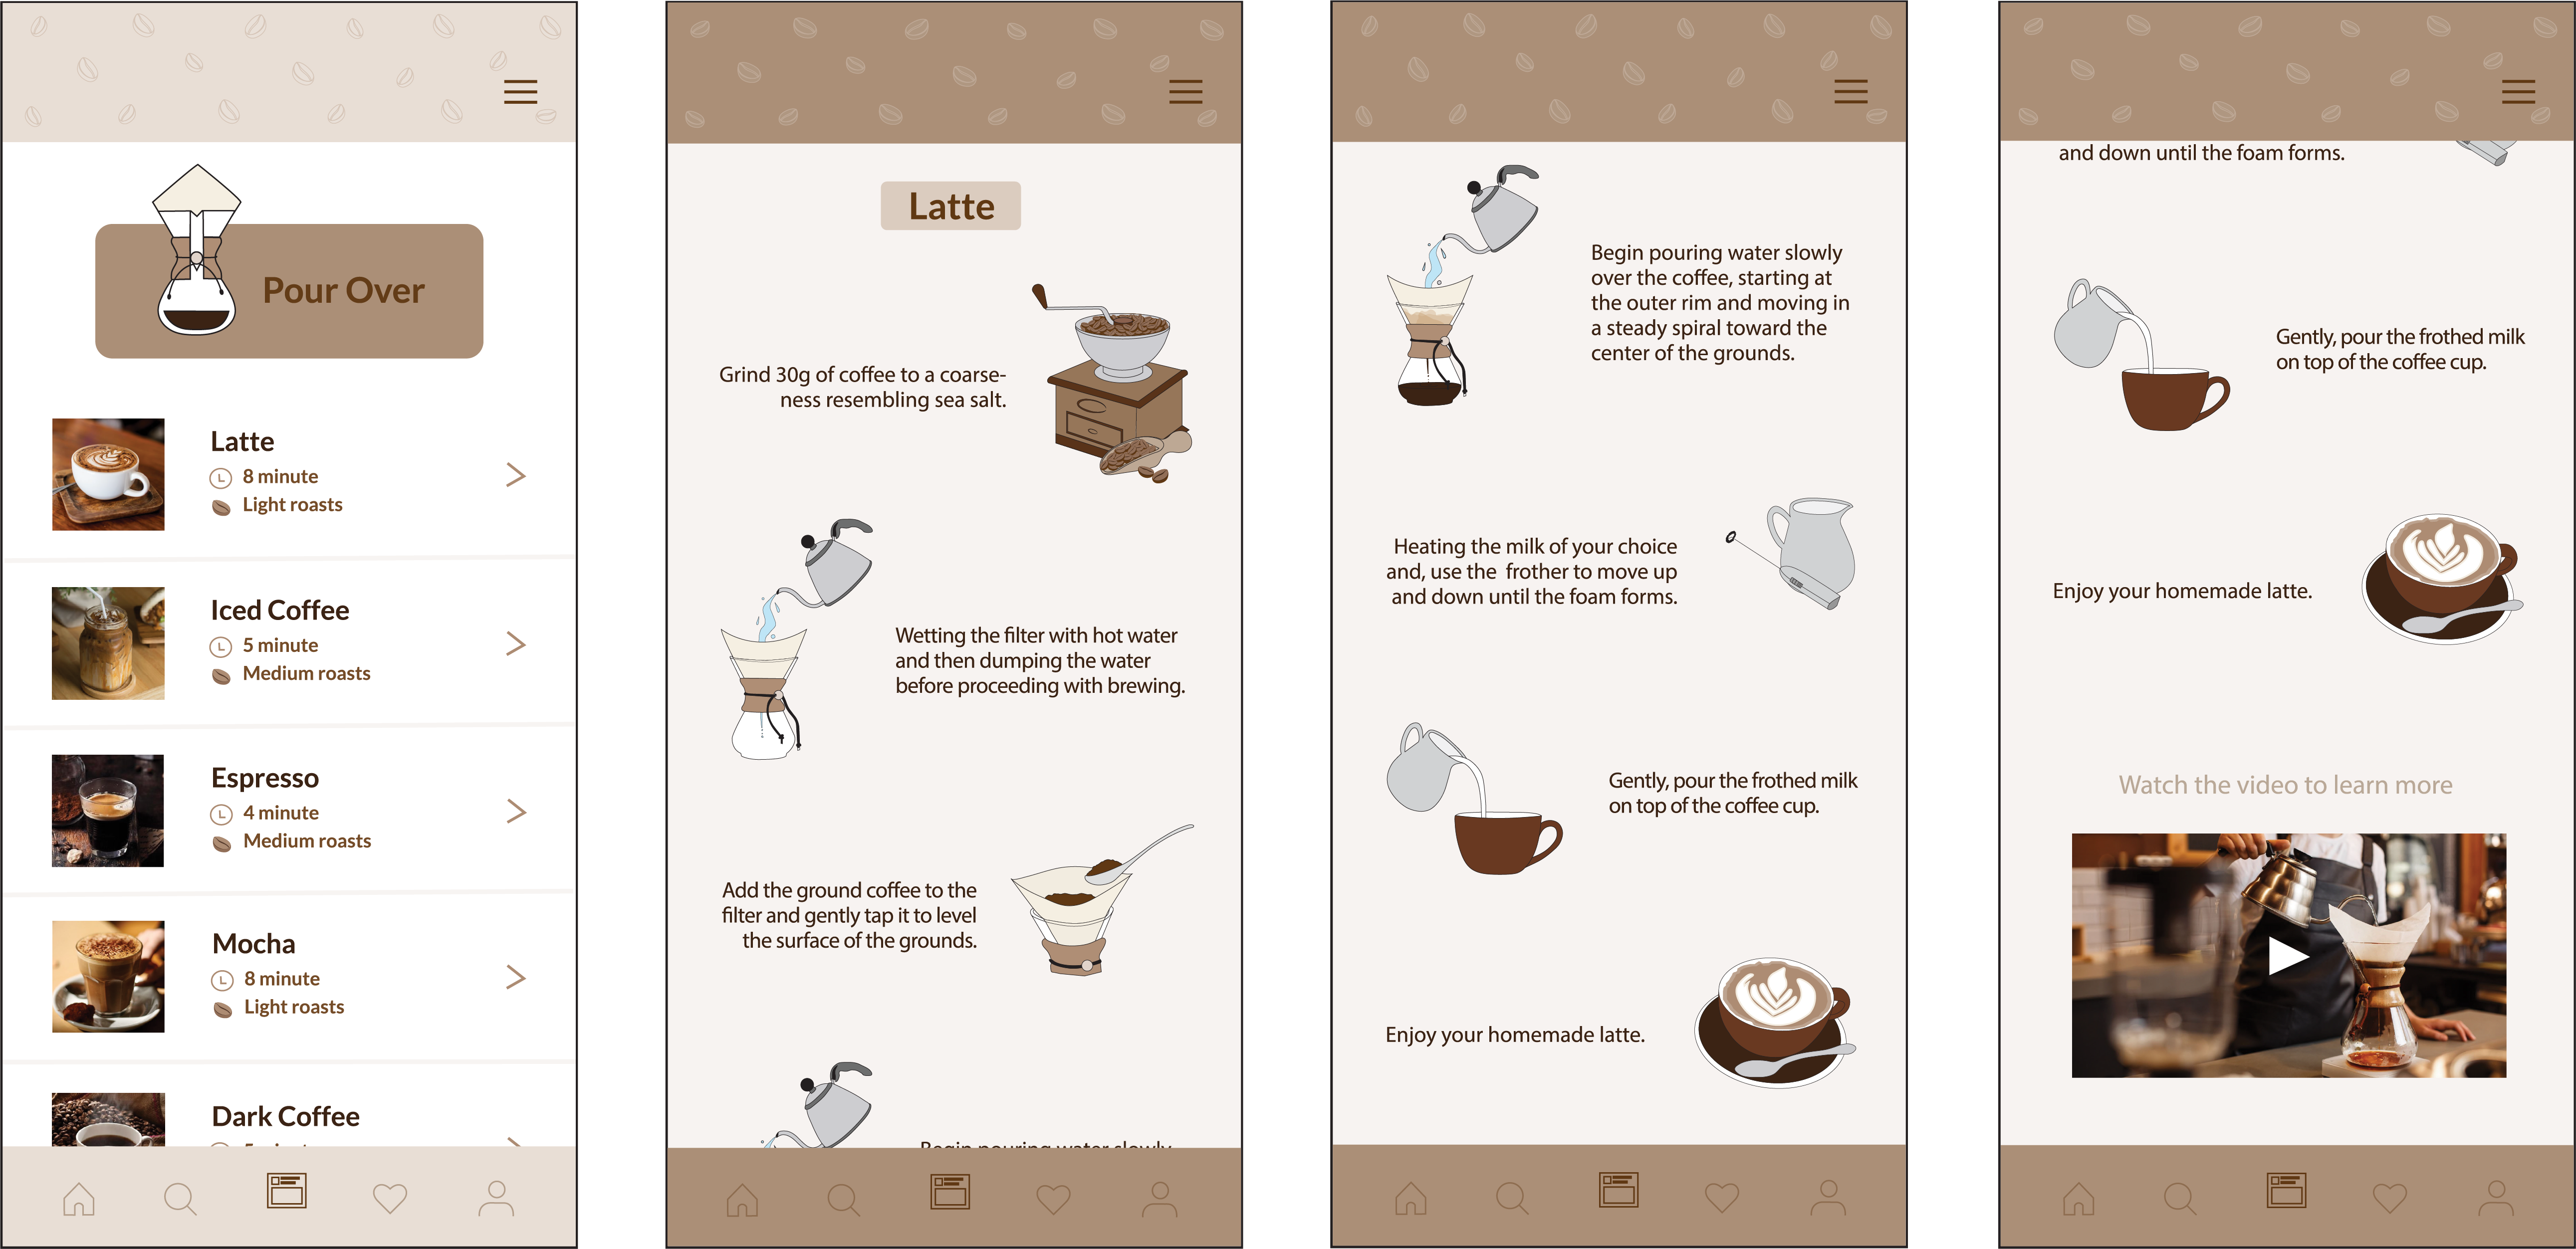 Pour Over
Latte
8 minute
Light roasts
Iced Coffee
5 minute
Medium roasts
Espresso
4 minute
Medium roasts
Mocha
8 minute
Light roasts
Dark Coffee
Latte
Grind 30g of coffee to a coarse-
ness resembling sea salt.
Wetting the filter with hot water
and then dumping the water
before proceeding with brewing.
Add the ground coffee to the
filter and gently tap it to level
the surface of the grounds.
Begin pouring water slowly
Begin pouring water slowly
over the coffee, starting at
the outer rim and moving in
a steady spiral toward the
center of the grounds.
Heating the milk of your choice
and, use the frother to move up
and down until the foam forms.
Gently, pour the frothed milk
on top of the coffee cup.
Enjoy your homemade latte.
and down until the foam forms.
Gently, pour the frothed milk
on top of the coffee cup.
Enjoy your homemade latte.
Watch the video to learn more